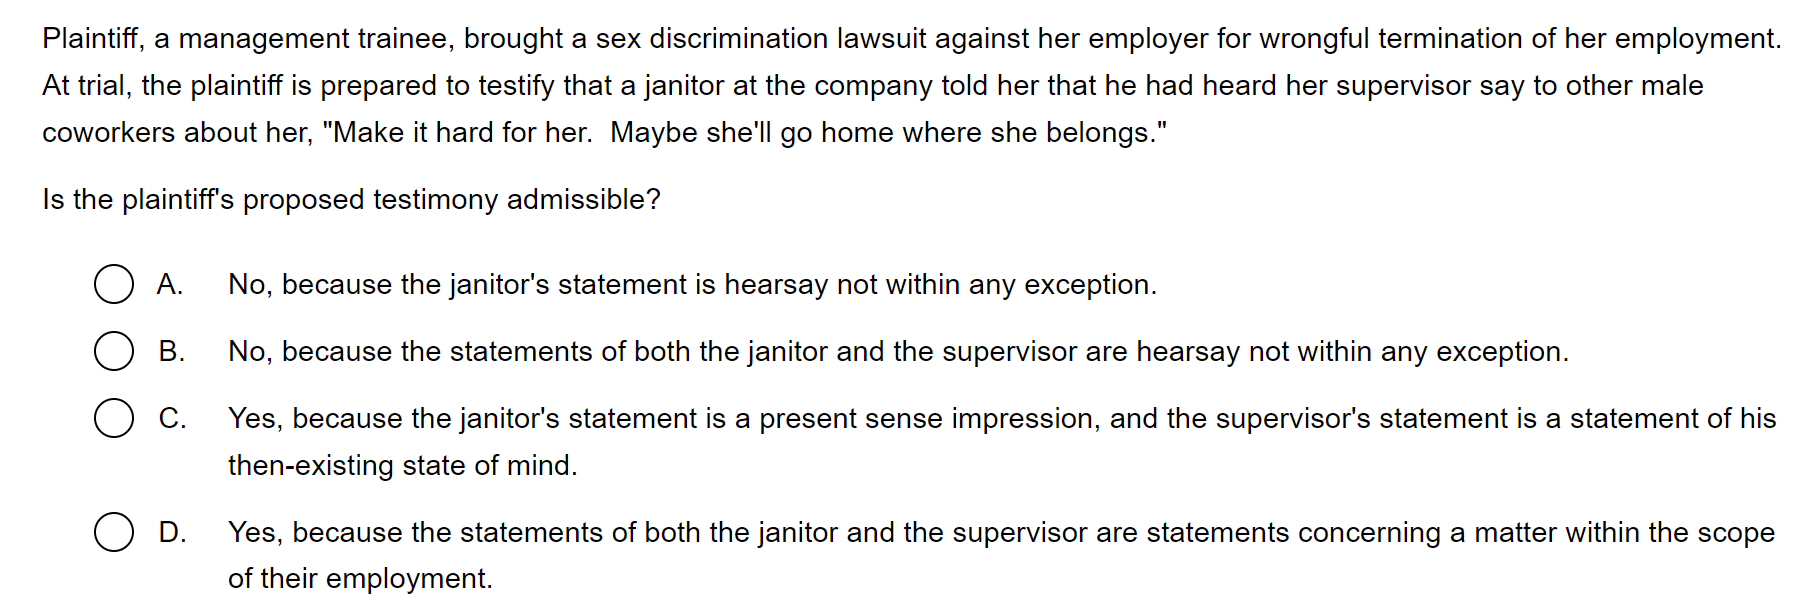 Plaintiff, a management trainee, brought a sex discrimination lawsuit against her employer for wrongful termination of her employment.
At trial, the plaintiff is prepared to testify that a janitor at the company told her that he had heard her supervisor say to other male
coworkers about her, "Make it hard for her.  Maybe she'll go home where she belongs."
Is the plaintiff's proposed testimony admissible?
A. No, because the janitor's statement is hearsay not within any exception.
B. No, because the statements of both the janitor and the supervisor are hearsay not within any exception.
C. Yes, because the janitor's statement is a present sense impression, and the supervisor's statement is a statement of his
then-existing state of mind.
D. Yes, because the statements of both the janitor and the supervisor are statements concerning a matter within the scope
of their employment.